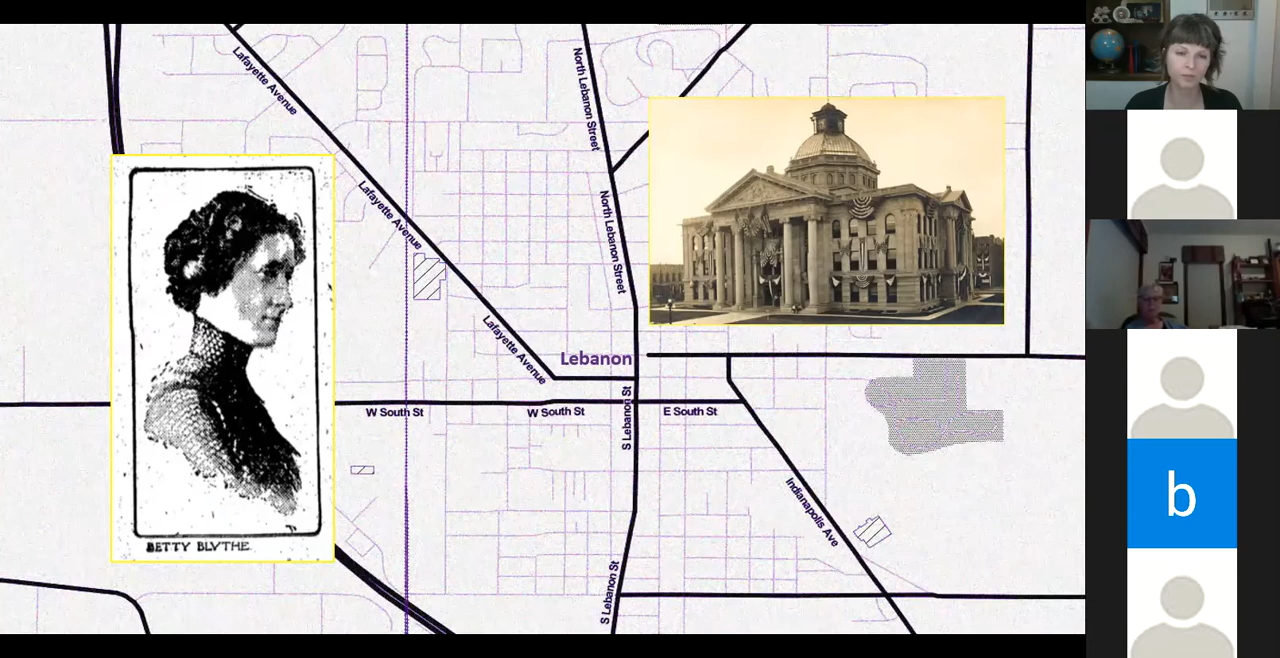 Lafayette Avenue
North Lebanon Street
Lafayette Avenue
North Lebanon Street
Lafayette Avenue
Lebanon
W South St
W South St
S Lebanon St
E South St
Indianapolis Ave
BETTY BLYTHE
S Lebanon St
b